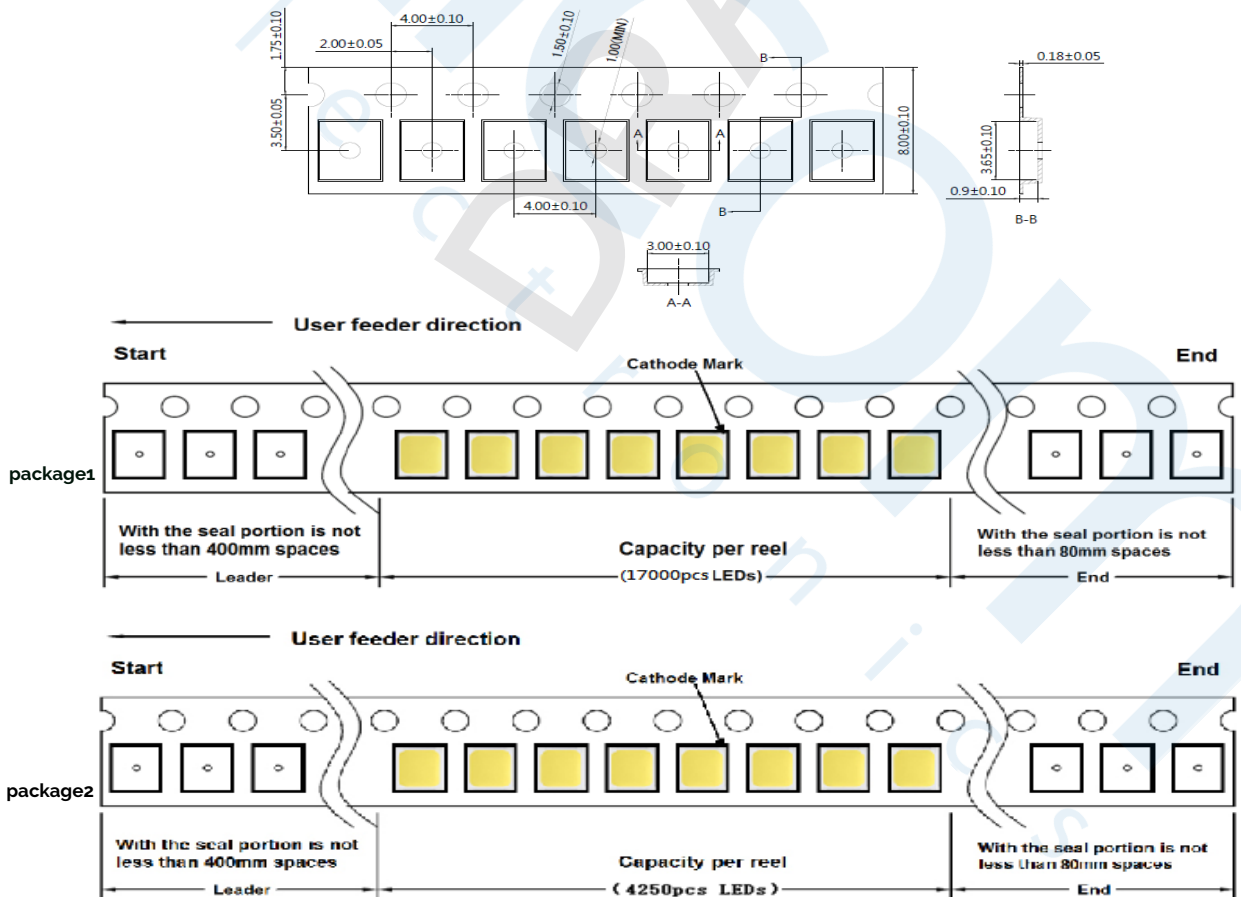 4.00±0.10
2.00±0.05
1.75±0.10
1.50±0.10
1.00(MIN)
B
0.18±0.05
3.50±0.05
A
A
8.00±0.10
3.65±0.10
0.9±0.10
4.00±0.10
B
B-B
3.00±0.10
A-A
DRA
User feeder direction
Start
End
Cathode Mark
package1
With the seal portion is not
less than 400mm spaces
Capacity per reel
With the seal portion is not
less than 80mm spaces
Leader
(17000pcs LEDs)
End
User feeder direction
Start
End
Cathode Mark
package2
With the seal portion is not
less than 400mm spaces
Capacity per reel
With the seal portion is not
less than 80mm spaces
Leader
( 4250pcs LEDs)
End